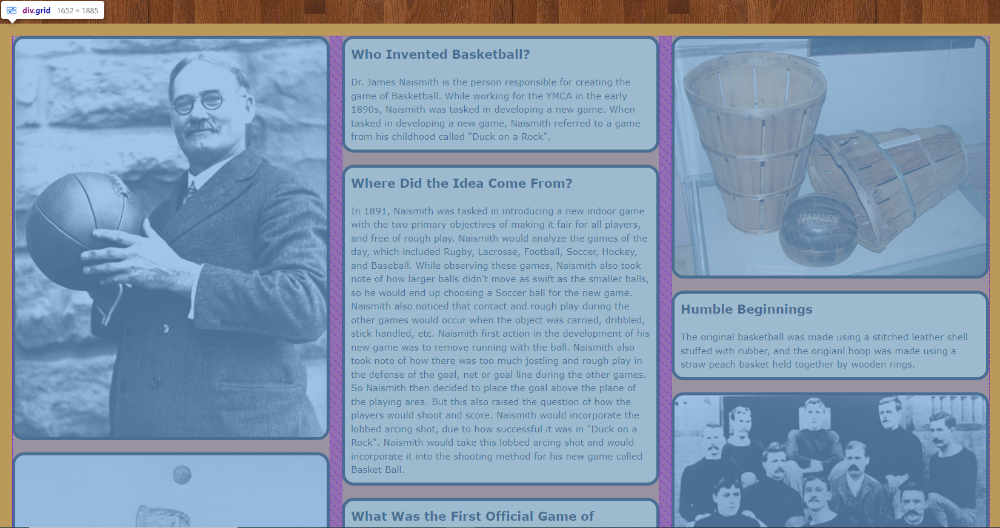 div.grid 1652 × 1885
Who Invented Basketball?
Dr. James Naismith is the person responsible for creating the
game of Basketball. While working for the YMCA in the early
1890s, Naismith was tasked in developing a new game. When
tasked in developing a new game, Naismith referred to a game
from his childhood called "Duck on a Rock".
Where Did the Idea Come From?
In 1891, Naismith was tasked in introducing a new indoor game
with the two primary objectives of making it fair for all players,
and free of rough play. Naismith would analyze the games of the
day, which included Rugby, Lacrosse, Football, Soccer, Hockey,
and Baseball. While observing these games, Naismith also took
note of how larger balls didn't move as swift as the smaller balls,
so he would end up choosing a Soccer ball for the new game.
Naismith also noticed that contact and rough play during the
other games would occur when the object was carried, dribbled,
stick handled, etc. Naismith first action in the development of his
new game was to remove running with the ball. Naismith also
took note of how there was too much jostling and rough play in
the defense of the goal, net or goal line during the other games.
So Naismith then decided to place the goal above the plane of
the playing area. But this also raised the question of how the
players would shoot and score. Naismith would incorporate the
lobbed arcing shot, due to how successful it was in "Duck on a
Rock". Naismith would take this lobbed arcing shot and would
incorporate it into the shooting method for his new game called
Basket Ball.
What Was the First Official Game of
Humble Beginnings
The original basketball was made using a stitched leather shell
stuffed with rubber, and the origianl hoop was made using a
straw peach basket held together by wooden rings.